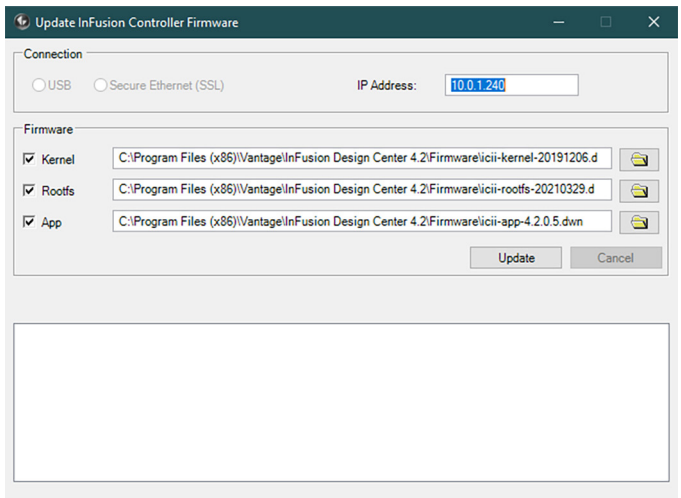 Update InFusion Controller Firmware
Connection
USB Secure Ethernet (SSL) IP Address: 10.0.1.240
Firmware
Kernel C:\Program Files (x86)\Vantage\InFusion Design Center 4.2\Firmware\icii-kernel-20191206.d
Rootfs C:\Program Files (x86)\Vantage\InFusion Design Center 4.2\Firmware\icii-rootfs-20210329.d
App C:\Program Files (x86)\Vantage\InFusion Design Center 4.2\Firmware\icii-app-4.2.0.5.dwn
Update Cancel